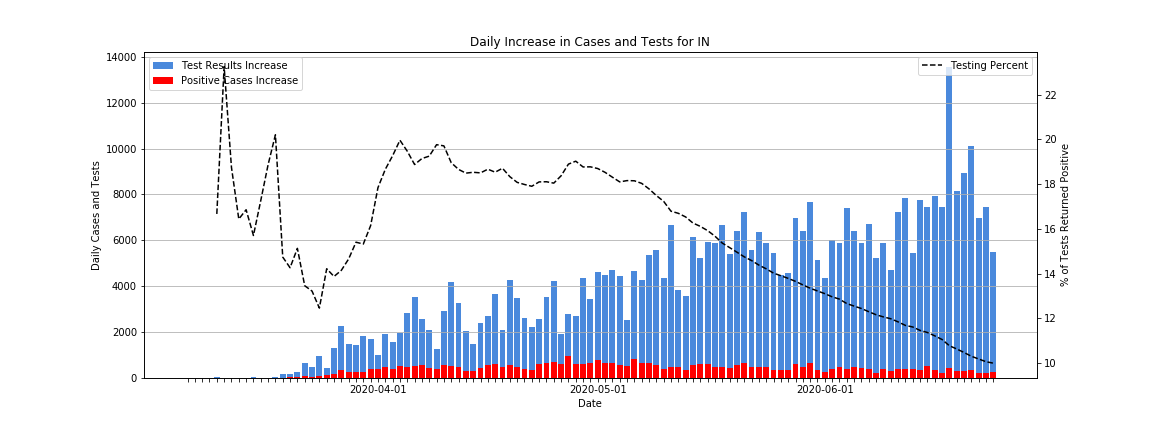 Daily Increase in Cases and Tests for IN
Test Results Increase
Positive Cases Increase
Testing Percent
14000
12000
10000
8000
6000
4000
2000
0
Daily Cases and Tests
22
20
18
16
14
12
10
% of Tests Returned Positive
2020-04-01
2020-05-01
2020-06-01
Date